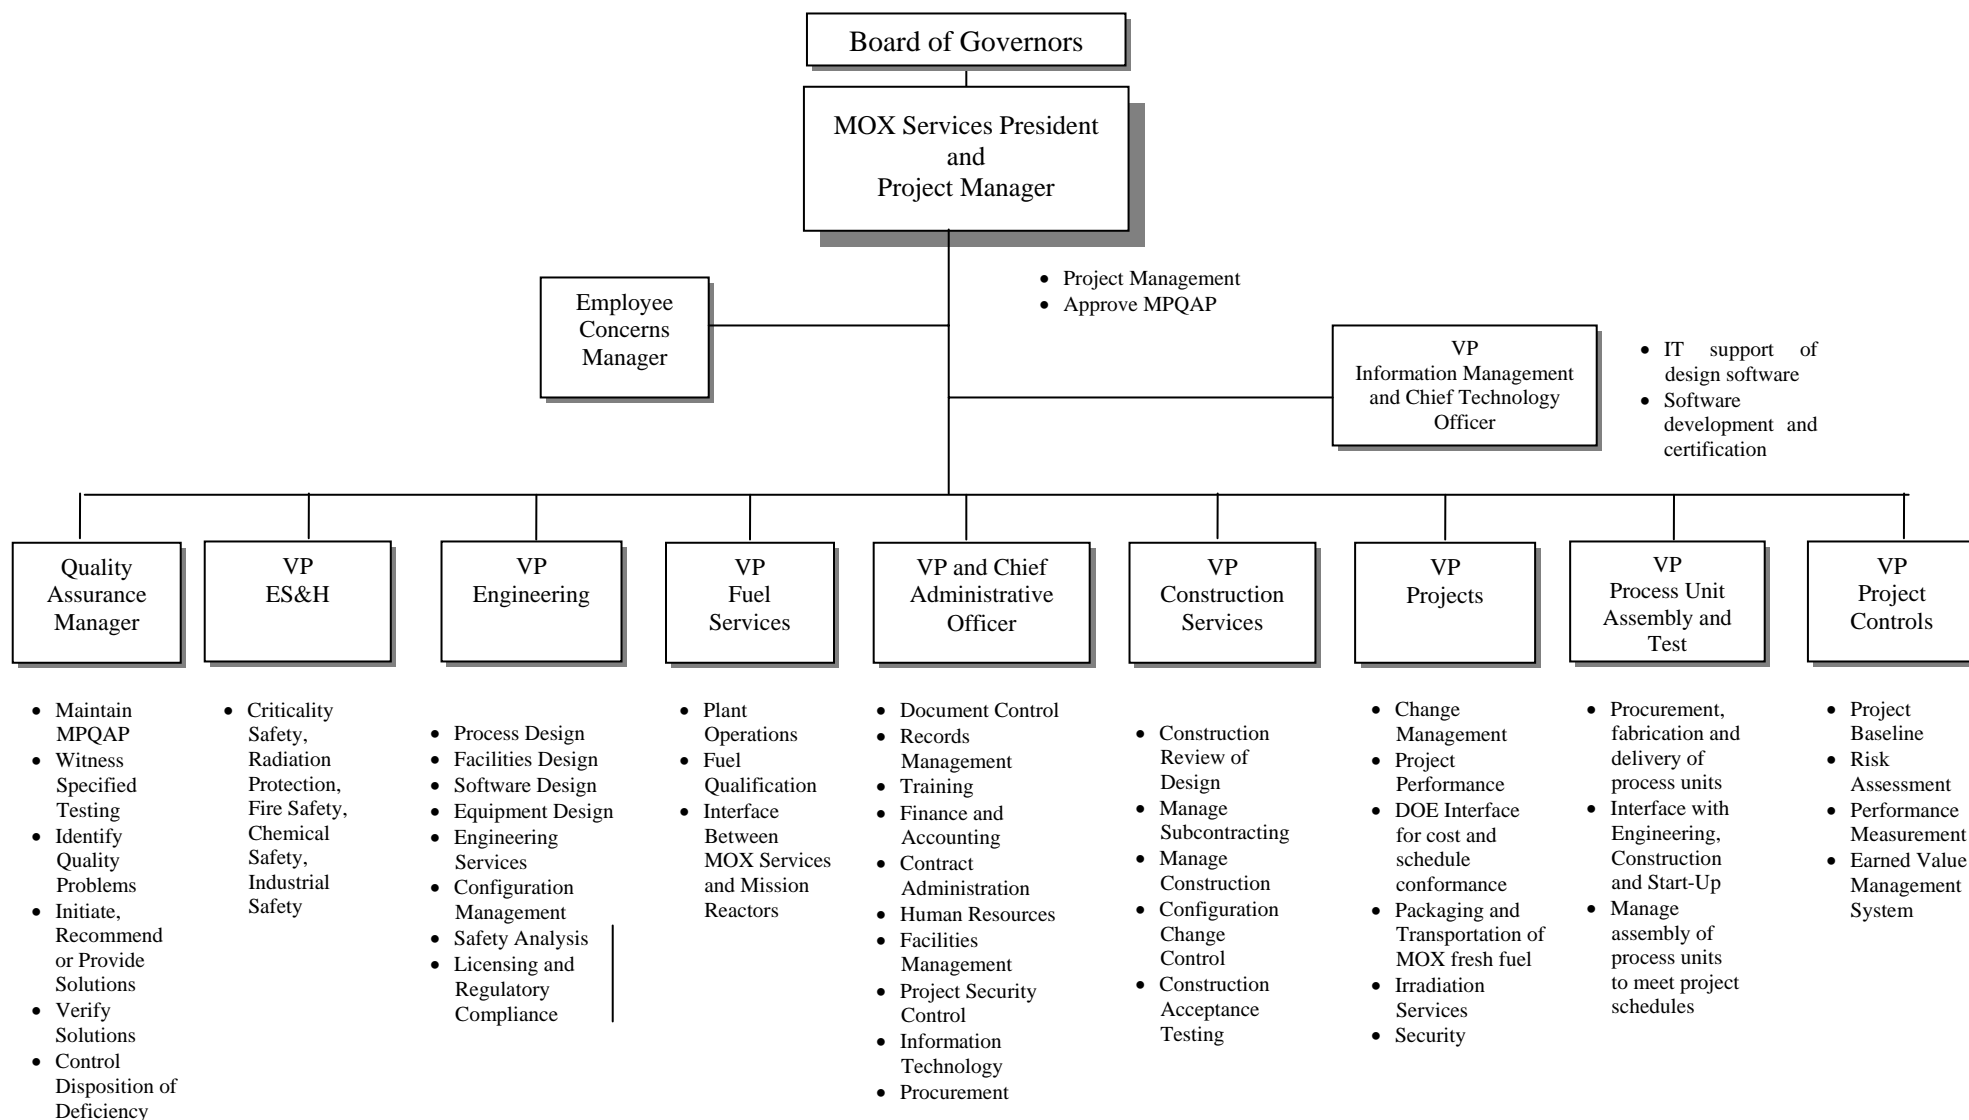 Board of Governors
MOX Services President
and
Project Manager
• Project Management
• Approve MPQAP
Employee
Concerns
Manager
VP
Information Management
and Chief Technology
Officer
• IT support of
design software
• Software
development and
certification
Quality
Assurance
Manager
VP
ES&H
VP
Engineering
VP
Fuel
Services
VP and Chief
Administrative
Officer
VP
Construction
Services
VP
Projects
VP
Process Unit
Assembly and
Test
VP
Project
Controls
• Maintain
MPQAP
• Witness
Specified
Testing
• Identify
Quality
Problems
• Initiate,
Recommend
or Provide
Solutions
• Verify
Solutions
• Control
Disposition of
Deficiency
• Criticality
Safety,
Radiation
Protection,
Fire Safety,
Chemical
Safety,
Industrial
Safety
• Process Design
• Facilities Design
• Software Design
• Equipment Design
• Engineering
Services
• Configuration
Management
• Safety Analysis
• Licensing and
Regulatory
Compliance
• Plant
Operations
• Fuel
Qualification
• Interface
Between
MOX Services
and Mission
Reactors
• Document Control
• Records
Management
• Training
• Finance and
Accounting
• Contract
Administration
• Human Resources
• Facilities
Management
• Project Security
Control
• Information
Technology
• Procurement
• Construction
Review of
Design
• Manage
Subcontracting
• Manage
Construction
• Configuration
Change
Control
• Construction
Acceptance
Testing
• Change
Management
• Project
Performance
• DOE Interface
for cost and
schedule
conformance
• Packaging and
Transportation of
MOX fresh fuel
• Irradiation
Services
• Security
• Procurement,
fabrication and
delivery of
process units
• Interface with
Engineering,
Construction
and Start-Up
• Manage
assembly of
process units
to meet project
schedules
• Project
Baseline
• Risk
Assessment
• Performance
Measurement
• Earned Value
Management
System